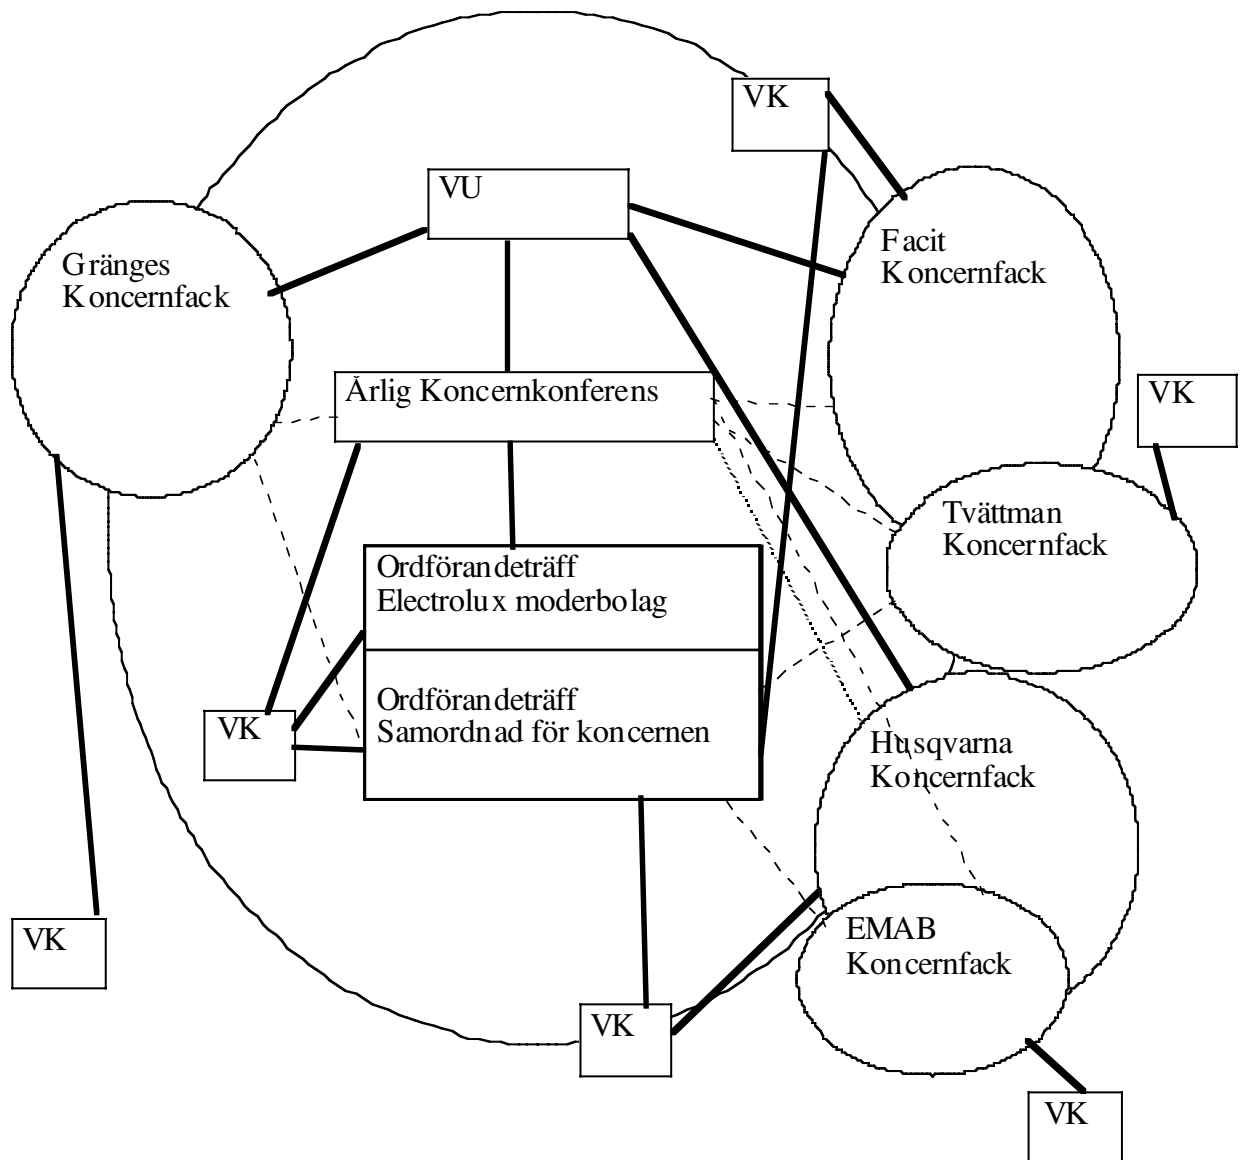 VK
VU
Gränges
Koncernfack
Facit
Koncernfack
Årlig Koncernkonferens
VK
Tvättman
Koncernfack
Ordförandeträff
Electrolux moderbolag
Ordförandeträff
Samordnad för koncernen
VK
Husqvarna
Koncernfack
VK
EMAB
Koncernfack
VK
VK